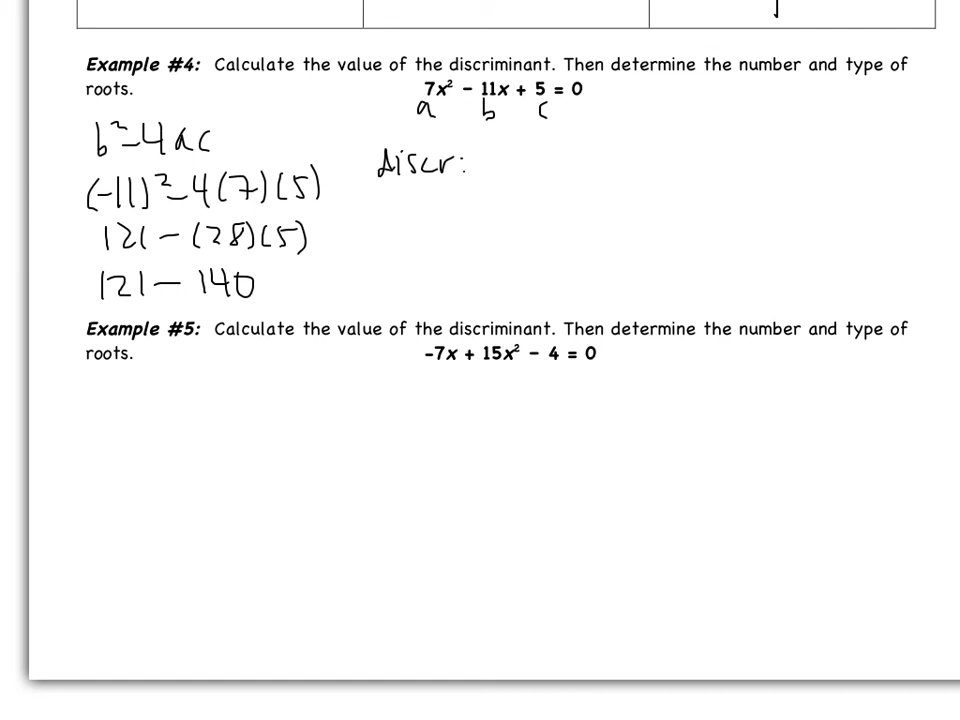 Example #4: Calculate the value of the discriminant. Then determine the number and type of
roots. 7x² - 11x + 5 = 0
a b c
b²-4ac
discr:
(-11)²-4(7)(5)
121-(28)(5)
121-140
Example #5: Calculate the value of the discriminant. Then determine the number and type of
roots. -7x + 15x² - 4 = 0